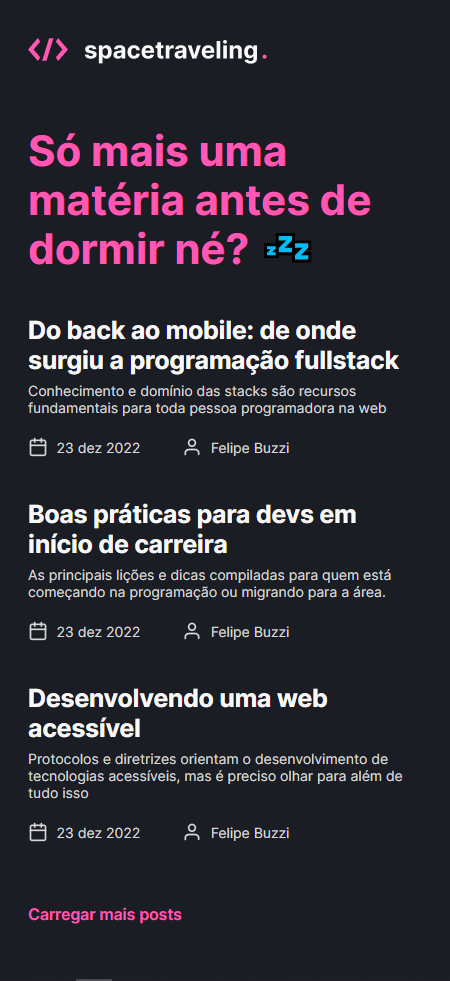 </> spacetraveling.
Só mais uma
matéria antes de
dormir né? 💤
Do back ao mobile: de onde
surgiu a programação fullstack
Conhecimento e domínio das stacks são recursos
fundamentais para toda pessoa programadora na web
23 dez 2022 Felipe Buzzi
Boas práticas para devs em
início de carreira
As principais lições e dicas compiladas para quem está
começando na programação ou migrando para a área.
23 dez 2022 Felipe Buzzi
Desenvolvendo uma web
acessível
Protocolos e diretrizes orientam o desenvolvimento de
tecnologias acessíveis, mas é preciso olhar para além de
tudo isso
23 dez 2022 Felipe Buzzi
Carregar mais posts